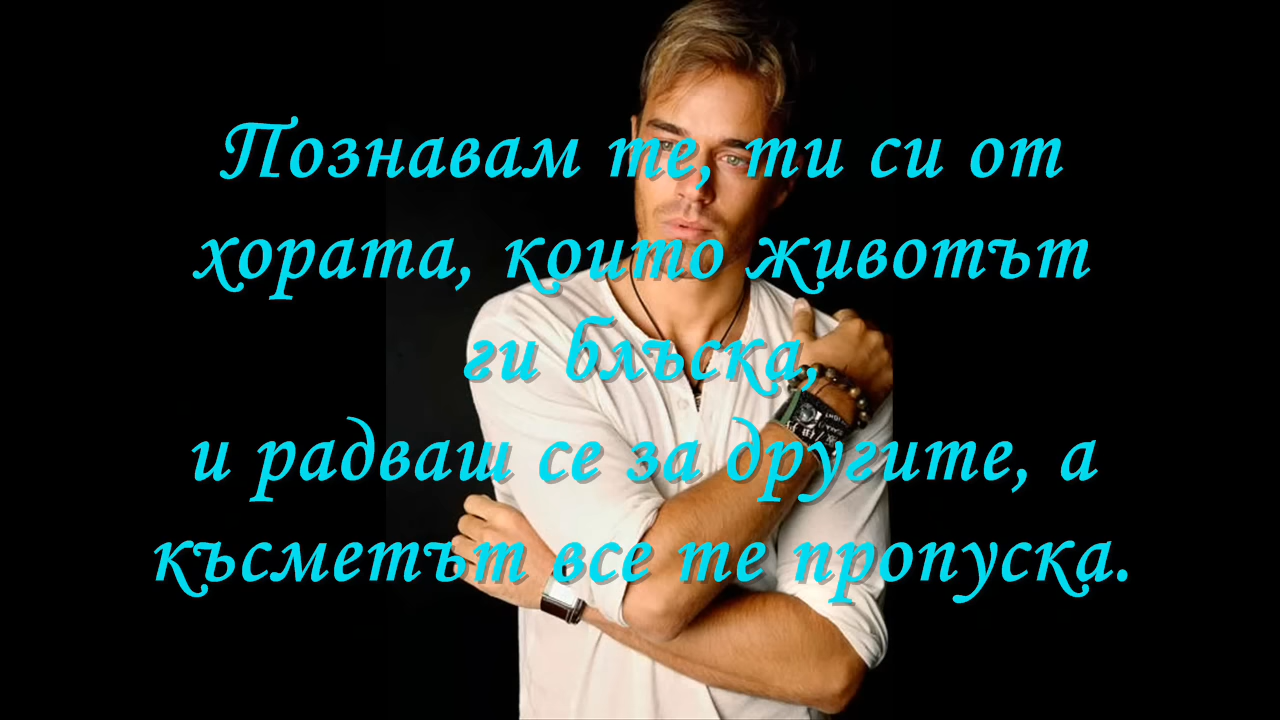 Познавам те, ти си от
хората, които животът
ги блъска,
и радваш се за другите, а
късметът все те пропуска.